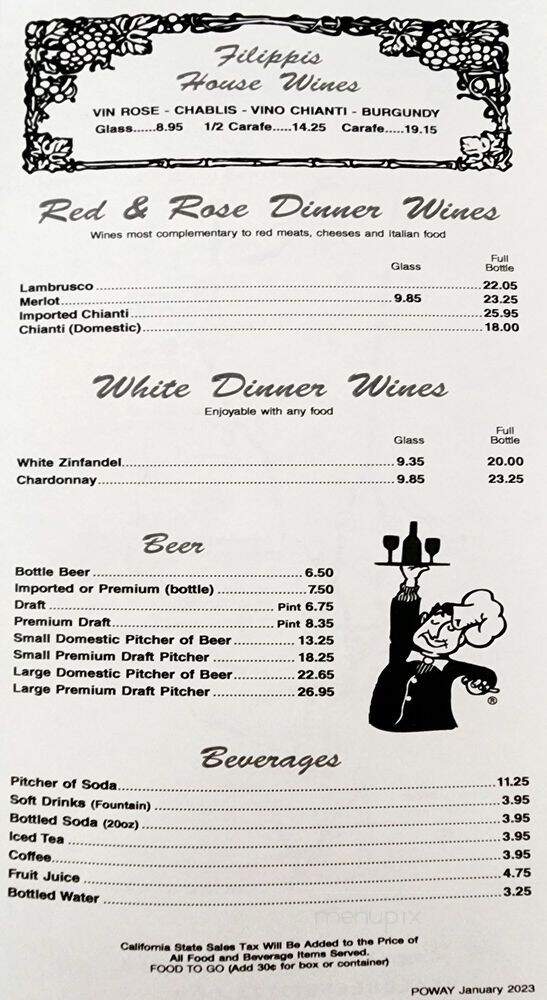 Filippis
House Wines
VIN ROSE - CHABLIS - VINO CHIANTI - BURGUNDY
Glass......8.95 1/2 Carafe.....14.25 Carafe.....19.15
Red & Rose Dinner Wines
Wines most complementary to red meats, cheeses and Italian food
Glass Full Bottle
Lambrusco 22.05
Merlot 9.85 23.25
Imported Chianti 25.95
Chianti (Domestic) 18.00
White Dinner Wines
Enjoyable with any food
Glass Full Bottle
White Zinfandel 9.35 20.00
Chardonnay 9.85 23.25
Beer
Bottle Beer 6.50
Imported or Premium (bottle) 7.50
Draft Pint 6.75
Premium Draft Pint 8.35
Small Domestic Pitcher of Beer 13.25
Small Premium Draft Pitcher 18.25
Large Domestic Pitcher of Beer 22.65
Large Premium Draft Pitcher 26.95
®
Beverages
Pitcher of Soda 11.25
Soft Drinks (Fountain) 3.95
Bottled Soda (20oz) 3.95
Iced Tea 3.95
Coffee 3.95
Fruit Juice 4.75
Bottled Water 3.25
menupix
California State Sales Tax Will Be Added to the Price of
All Food and Beverage Items Served.
FOOD TO GO (Add 30¢ for box or container)
POWAY January 2023